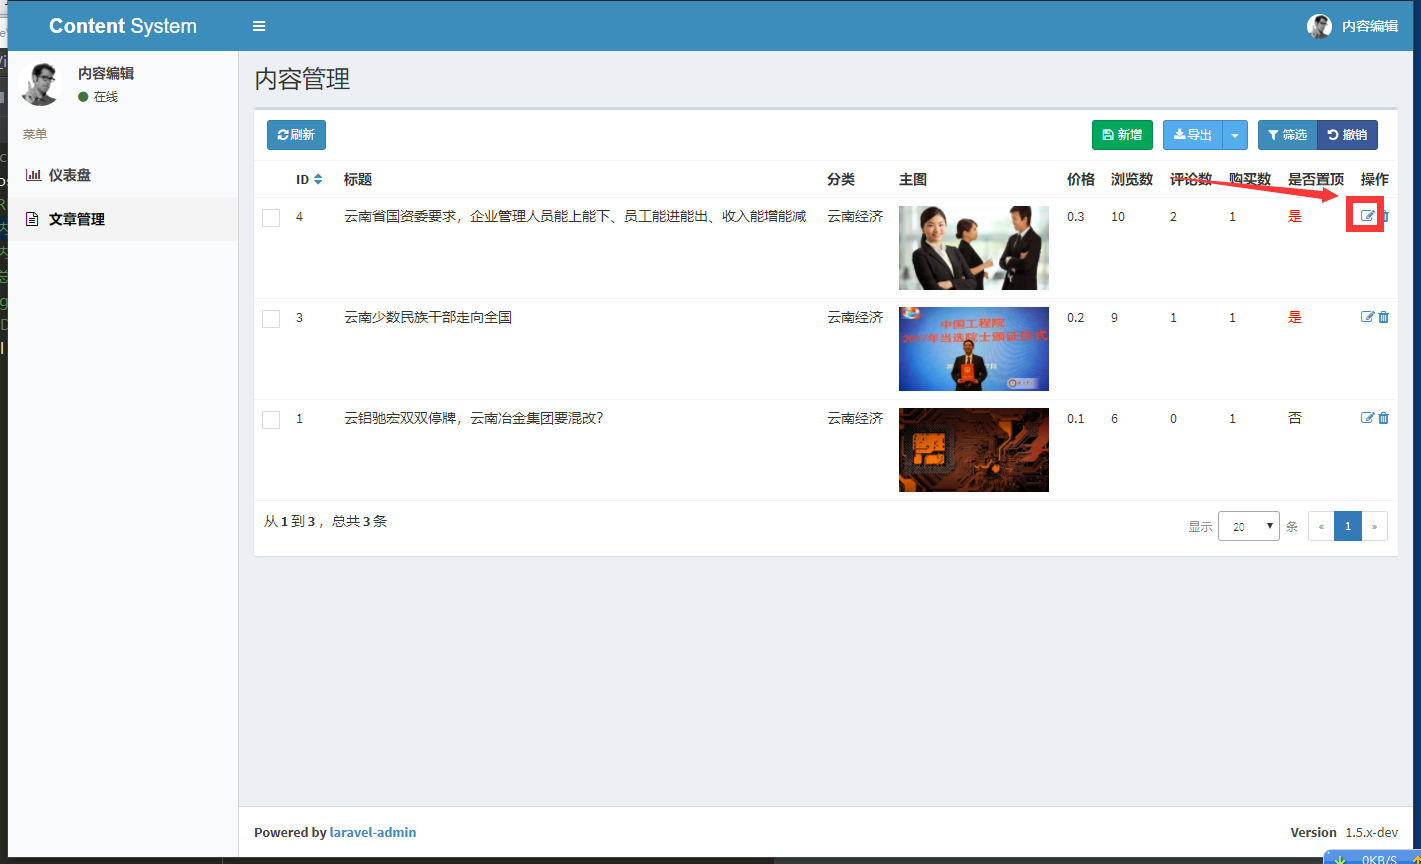 Content System
内容编辑
内容编辑
在线
菜单
仪表盘
文章管理
内容管理
刷新
新增 导出 筛选 撤销
ID 标题 分类 主图 价格 浏览数 评论数 购买数 是否置顶 操作
4 云南省国资委要求，企业管理人员能上能下、员工能进能出、收入能增能减 云南经济 0.3 10 2 1 是
3 云南少数民族干部走向全国 云南经济 0.2 9 1 1 是
中国工程院
2017年当选院士颁证仪式
1 云铝驰宏双双停牌，云南冶金集团要混改？ 云南经济 0.1 6 0 1 否
从 1 到 3 ，总共 3 条
显示 20 条 « 1 »
Powered by laravel-admin
Version 1.5.x-dev
0KB/S